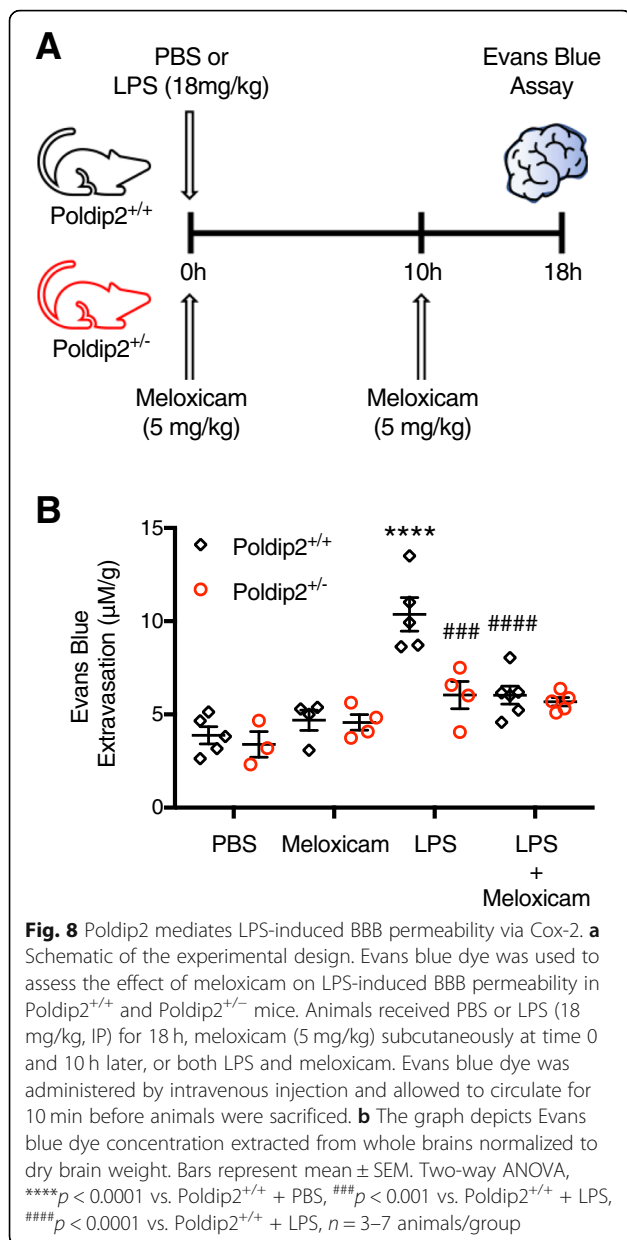 A
PBS or
LPS (18mg/kg)
Evans Blue
Assay
Poldip2+/+
0h
10h
18h
Poldip2+/-
Meloxicam
(5 mg/kg)
Meloxicam
(5 mg/kg)
B
15
10
5
0
Evans Blue
Extravasation (µM/g)
Poldip2+/+
Poldip2+/-
****
###
####
PBS
Meloxicam
LPS
LPS
+
Meloxicam
Fig. 8 Poldip2 mediates LPS-induced BBB permeability via Cox-2. a
Schematic of the experimental design. Evans blue dye was used to
assess the effect of meloxicam on LPS-induced BBB permeability in
Poldip2+/+ and Poldip2+/− mice. Animals received PBS or LPS (18
mg/kg, IP) for 18 h, meloxicam (5 mg/kg) subcutaneously at time 0
and 10 h later, or both LPS and meloxicam. Evans blue dye was
administered by intravenous injection and allowed to circulate for
10 min before animals were sacrificed. b The graph depicts Evans
blue dye concentration extracted from whole brains normalized to
dry brain weight. Bars represent mean ± SEM. Two-way ANOVA,
****p < 0.0001 vs. Poldip2+/+ + PBS, ###p < 0.001 vs. Poldip2+/+ + LPS,
####p < 0.0001 vs. Poldip2+/+ + LPS, n = 3–7 animals/group